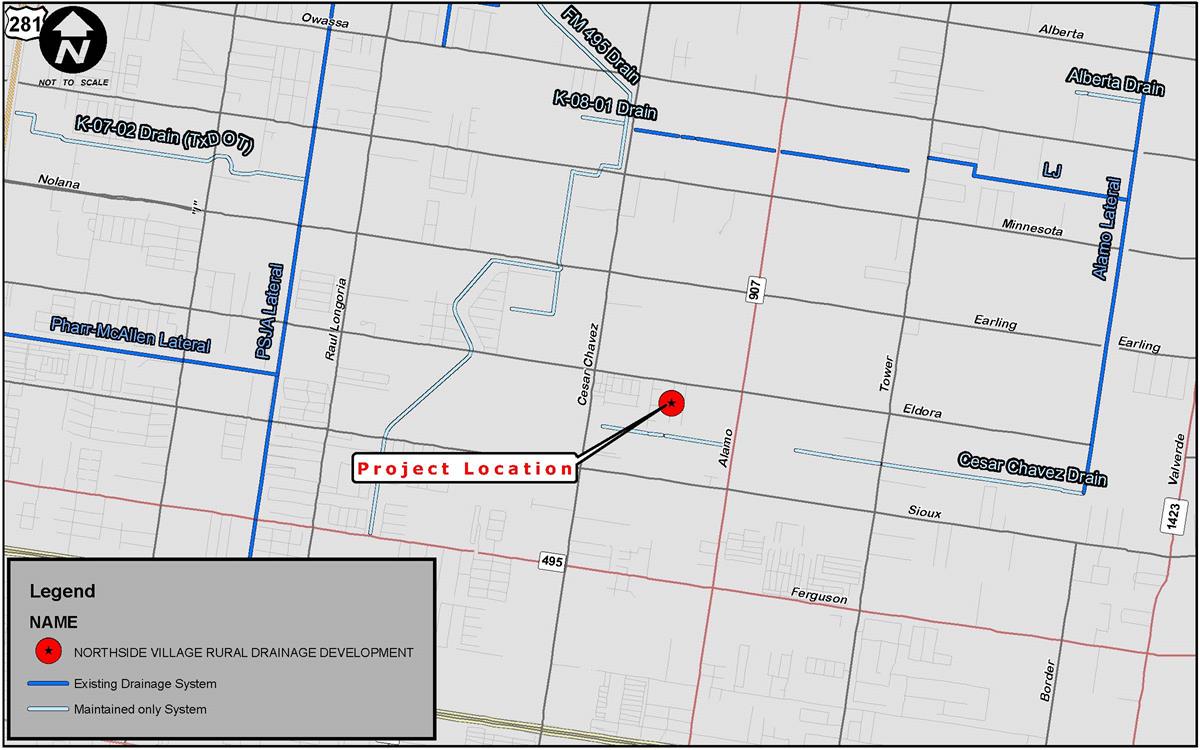 281
N
NOT TO SCALE
Owassa
FM 495 Drain
Alberta
Alberta Drain
K-08-01 Drain
K-07-02 Drain (TxDOT)
LJ
Nolana
"I"
Alamo Lateral
Minnesota
907
PSJA Lateral
Raul Longoria
Earling
Earling
Pharr-McAllen Lateral
Cesar Chavez
Tower
Eldora
Alamo
Project Location
Cesar Chavez Drain
Valverde
Sioux
1423
495
Ferguson
Border
Legend
NAME
NORTHSIDE VILLAGE RURAL DRAINAGE DEVELOPMENT
Existing Drainage System
Maintained only System